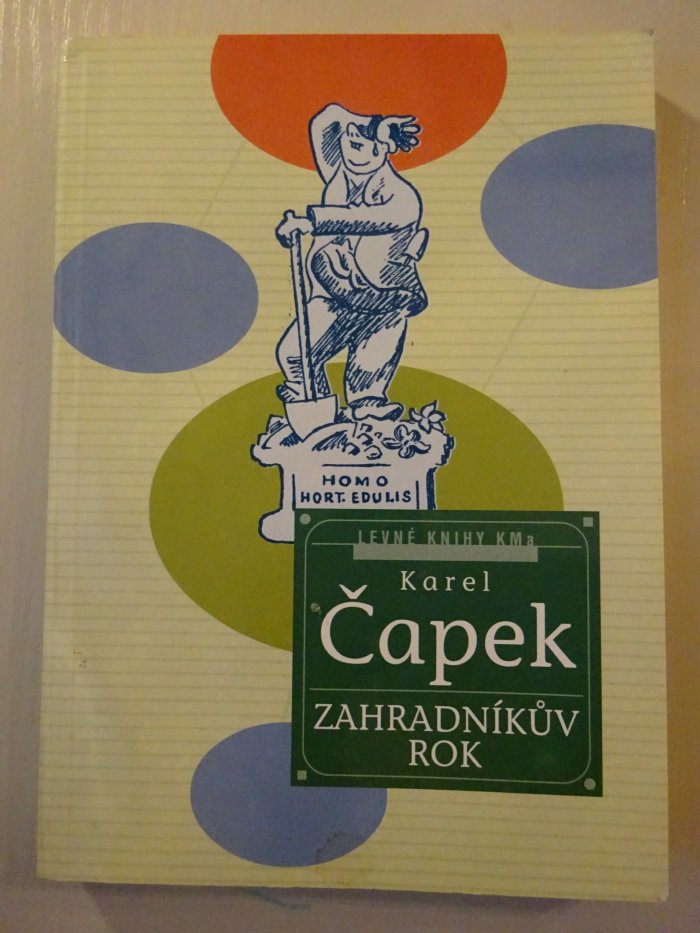 HOMO
HORT. EDULIS
LEVNÉ KNIHY KMa
Karel
Čapek
ZAHRADNÍKŮV
ROK